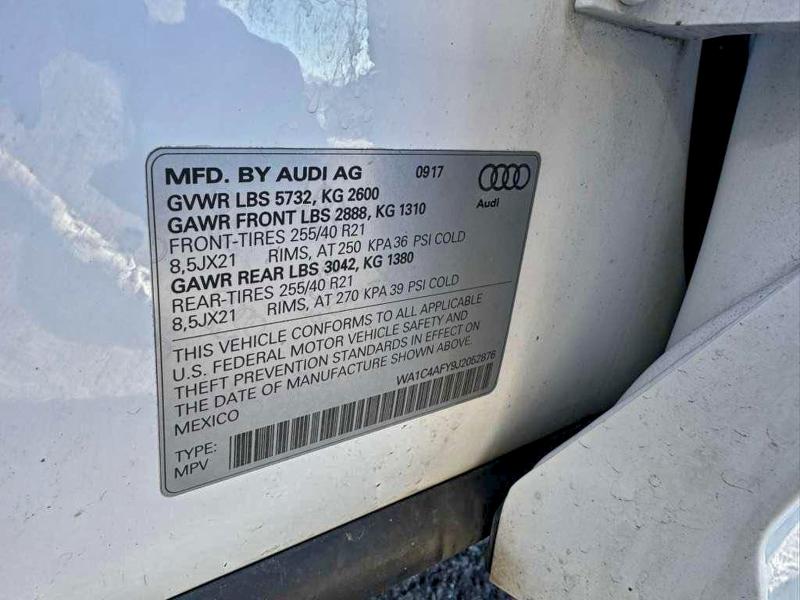 MFD. BY AUDI AG 0917
Audi
GVWR LBS 5732, KG 2600
GAWR FRONT LBS 2888, KG 1310
FRONT-TIRES 255/40 R21
8,5JX21 RIMS, AT 250 KPA 36 PSI COLD
GAWR REAR LBS 3042, KG 1380
REAR-TIRES 255/40 R21
8,5JX21 RIMS, AT 270 KPA 39 PSI COLD
THIS VEHICLE CONFORMS TO ALL APPLICABLE
U.S. FEDERAL MOTOR VEHICLE SAFETY AND
THEFT PREVENTION STANDARDS IN EFFECT ON
THE DATE OF MANUFACTURE SHOWN ABOVE.
MEXICO WA1C4AFY9J2052876
TYPE:
MPV